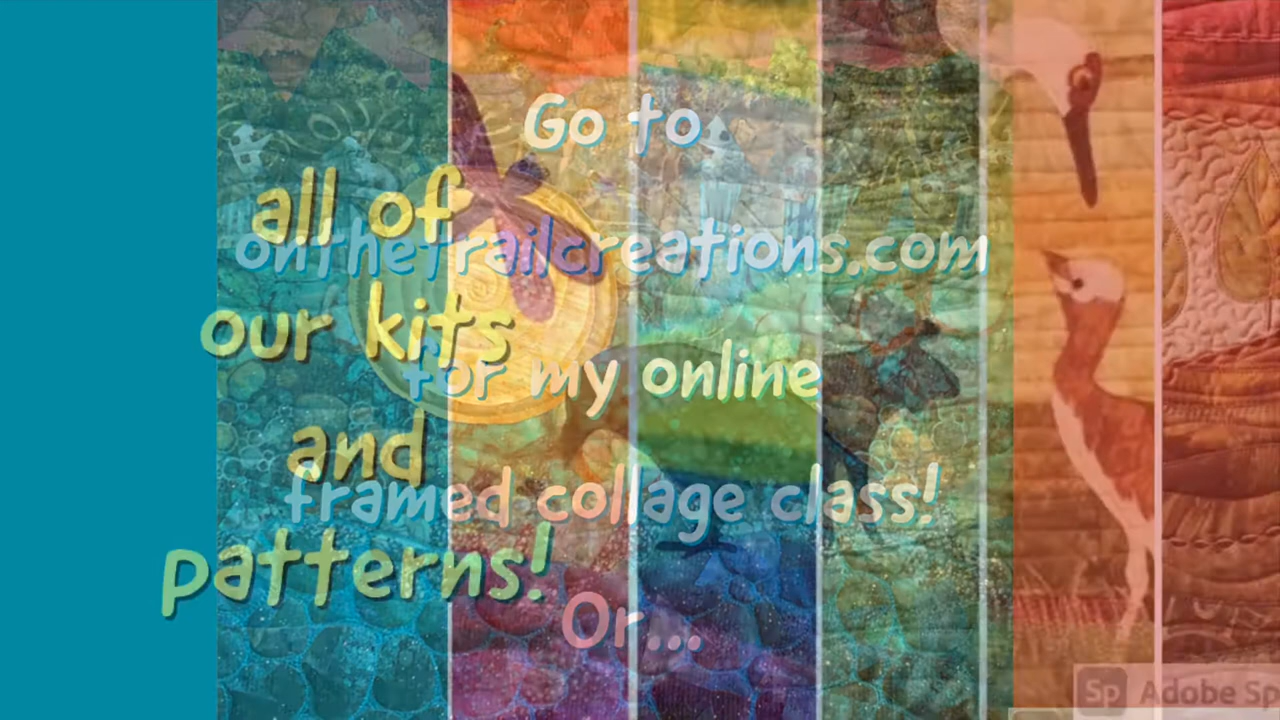 Go to
onthetrailcreations.com
for my online
framed collage class!
Or...
all of
our kits
and
patterns!
Sp Adobe Sp